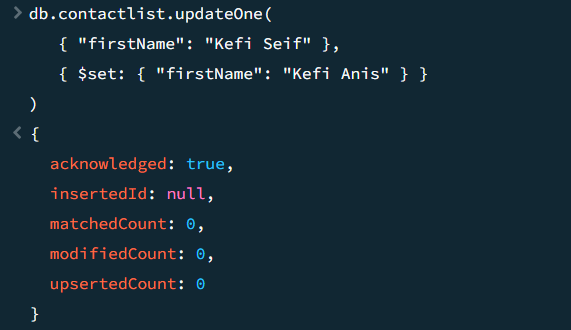 > db.contactlist.updateOne(
{ "firstName": "Kefi Seif" },
{ $set: { "firstName": "Kefi Anis" } }
)
< {
acknowledged: true,
insertedId: null,
matchedCount: 0,
modifiedCount: 0,
upsertedCount: 0
}